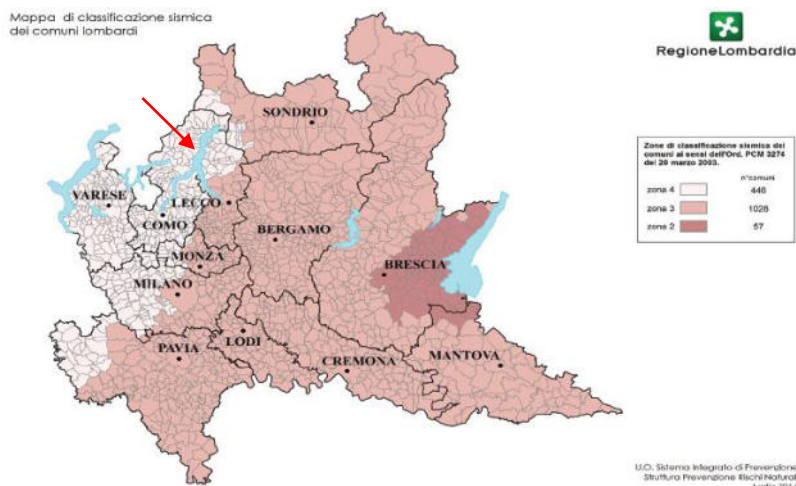 Mappa di classificazione sismica
dei comuni lombardi
RegioneLombardia
SONDRIO
VARESE
LECCO
COMO
BERGAMO
MONZA
BRESCIA
MILANO
LODI
PAVIA
CREMONA
MANTOVA
Zone di classificazione sismica dei
comuni ai sensi dell'Ord. PCM 3274
del 28 marzo 2003.
n°comuni
zona 4 446
zona 3 1028
zona 2 57
U.O. Sistema Integrato di Prevenzione
Struttura Prevenzione Rischi Natural